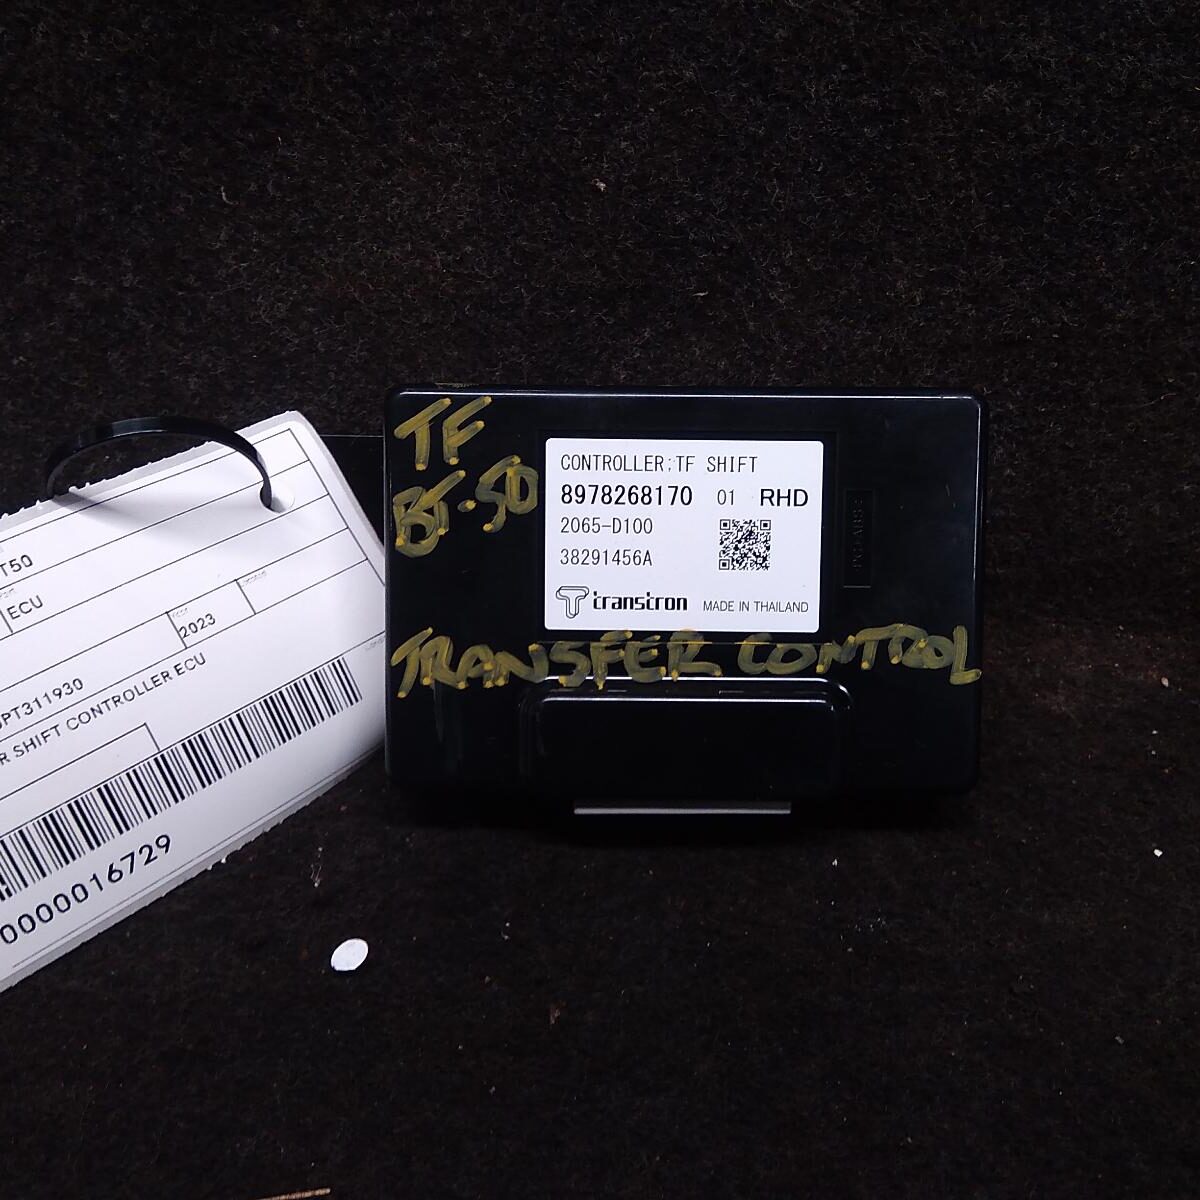 TF
BT-50
CONTROLLER;TF SHIFT
8978268170 01 RHD
2065-D100
38291456A
transtron MADE IN THAILAND
TRANSFER CONTROL
T50
ECU
2023
PT311930
R SHIFT CONTROLLER ECU
0000016729